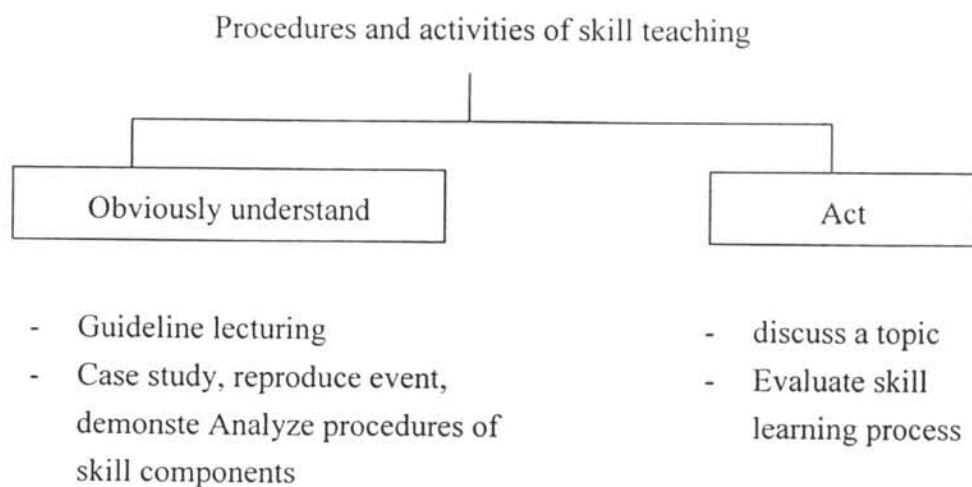 Procedures and activities of skill teaching
Obviously understand
Act
- Guideline lecturing
- Case study, reproduce event,
demonste Analyze procedures of
skill components
- discuss a topic
- Evaluate skill
learning process